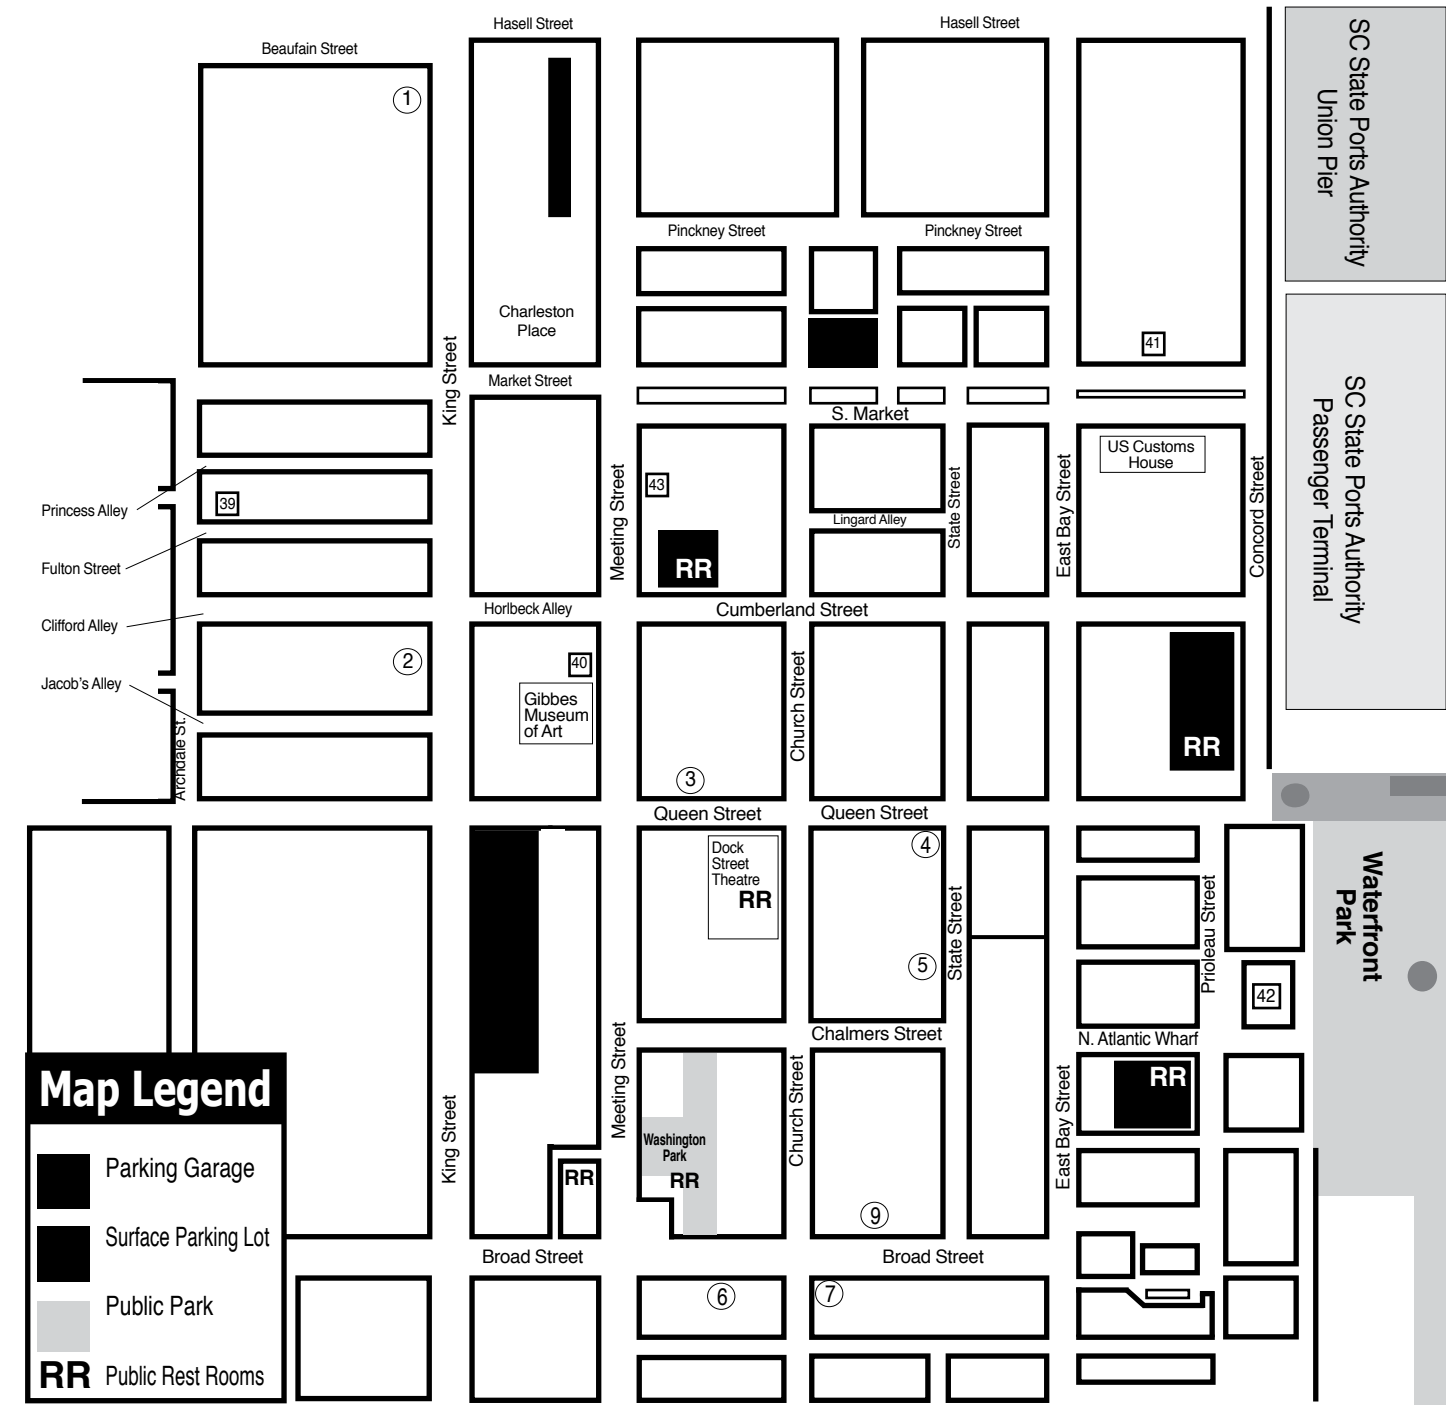 Hasell Street
Hasell Street
Beaufain Street
1
SC State Ports Authority
Union Pier
Pinckney Street
Pinckney Street
Charleston
Place
41
King Street
Market Street
S. Market
SC State Ports Authority
Passenger Terminal
US Customs
House
43
Meeting Street
State Street
East Bay Street
Concord Street
39
Princess Alley
Lingard Alley
RR
Fulton Street
Horlbeck Alley
Cumberland Street
Clifford Alley
2
40
Jacob's Alley
Gibbes
Museum
of Art
Church Street
RR
Archdale St.
3
Queen Street
Queen Street
Dock
Street
Theatre
RR
4
5
State Street
Prioleau Street
Waterfront
Park
42
Chalmers Street
N. Atlantic Wharf
RR
Meeting Street
Church Street
East Bay Street
King Street
Washington
Park
RR
RR
9
Broad Street
Broad Street
6
7
Map Legend
Parking Garage
Surface Parking Lot
Public Park
RR Public Rest Rooms